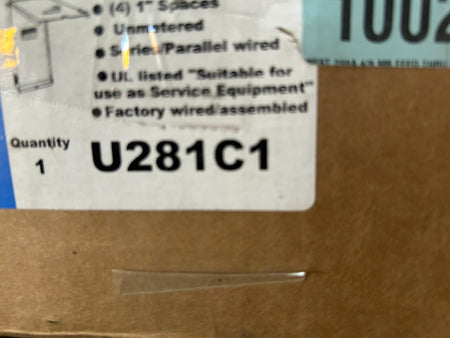 ● (4) 1" Spaces
● Unmetered
● Series/Parallel wired
● UL listed "Suitable for
use as Service Equipment"
● Factory wired/assembled
Quantity
1
U281C1
1002